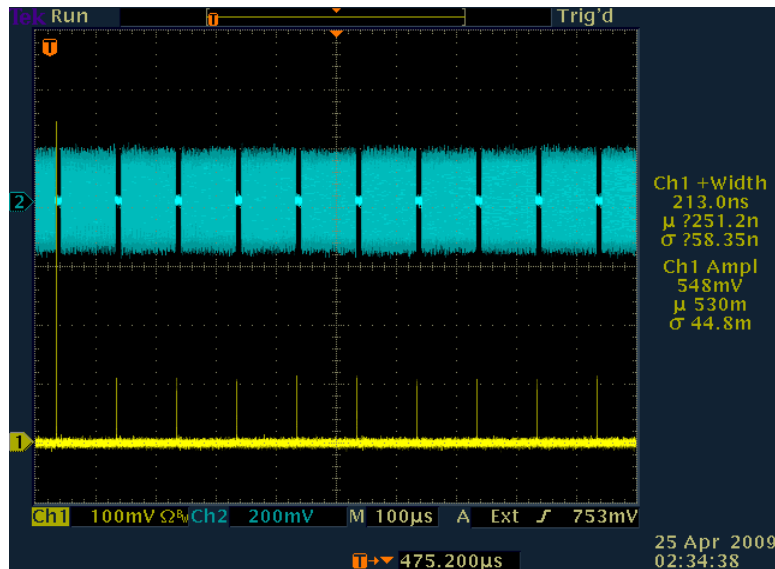 Tek Run Trig'd
T
T
2
Ch1 +Width
213.0ns
μ ?251.2n
σ ?58.35n
Ch1 Ampl
548mV
μ 530m
σ 44.8m
1
Ch1 100mV ΩBW Ch2 200mV M 100μs A Ext ƒ 753mV
T→▼ 475.200μs
25 Apr 2009
02:34:38